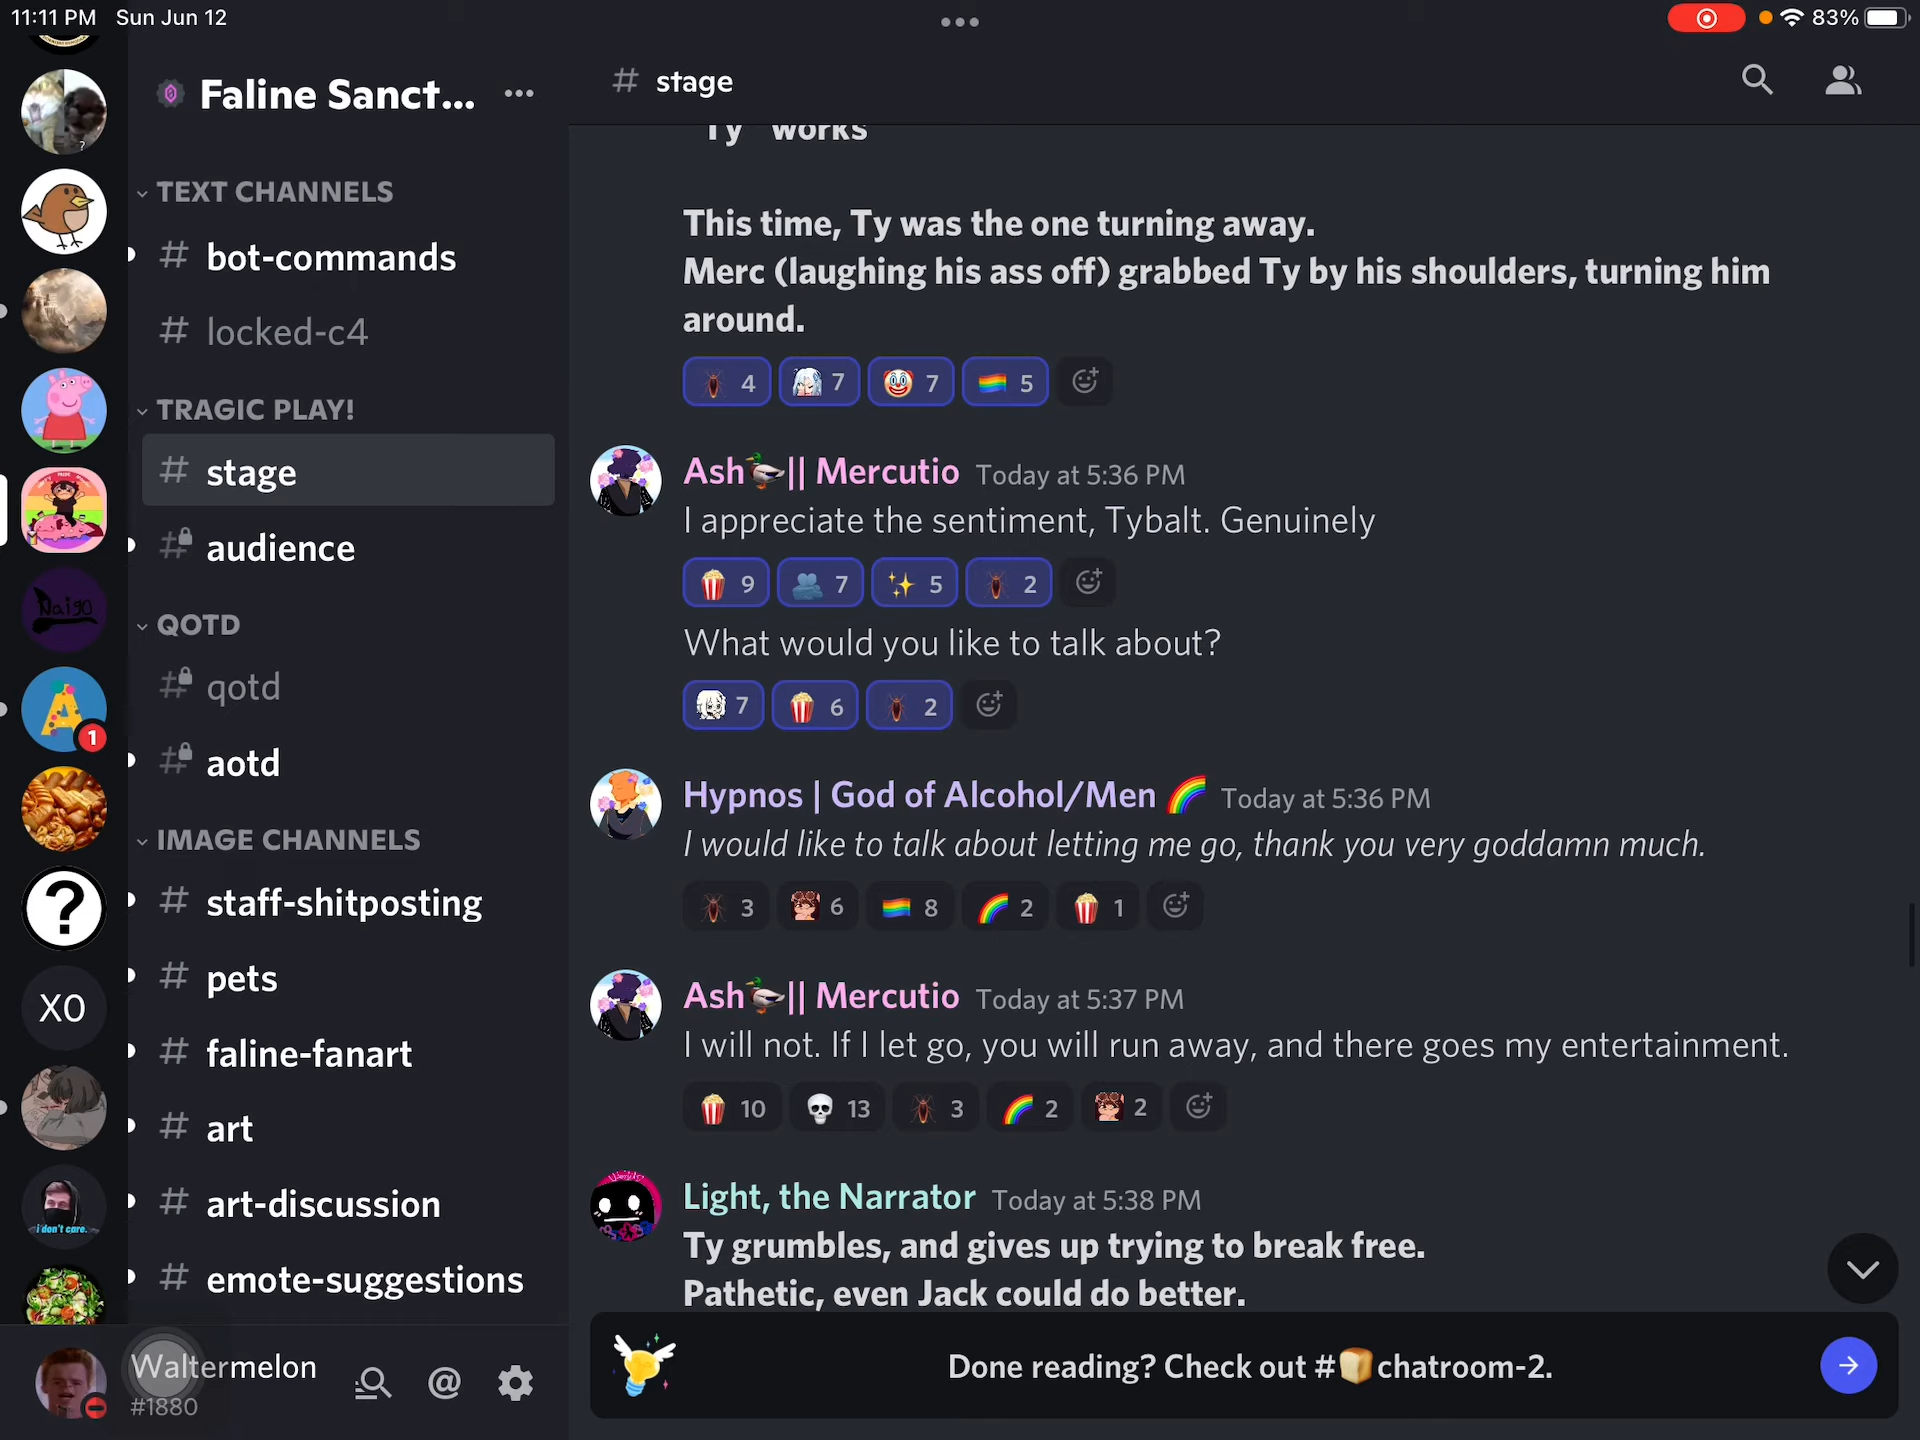 11:11 PM Sun Jun 12
83%
Faline Sanct...
TEXT CHANNELS
bot-commands
locked-c4
TRAGIC PLAY!
stage
audience
QOTD
qotd
aotd
IMAGE CHANNELS
staff-shitposting
pets
faline-fanart
art
art-discussion
emote-suggestions
Naigo
A
1
?
XO
i don't care.
Waltermelon
#1880
# stage
"Ty" works
This time, Ty was the one turning away.
Merc (laughing his ass off) grabbed Ty by his shoulders, turning him
around.
4 7 7 5
Ash🦆|| Mercutio Today at 5:36 PM
I appreciate the sentiment, Tybalt. Genuinely
9 7 5 2
What would you like to talk about?
7 6 2
Hypnos | God of Alcohol/Men 🌈 Today at 5:36 PM
I would like to talk about letting me go, thank you very goddamn much.
3 6 8 2 1
Ash🦆|| Mercutio Today at 5:37 PM
I will not. If I let go, you will run away, and there goes my entertainment.
10 13 3 2 2
Light, the Narrator Today at 5:38 PM
Ty grumbles, and gives up trying to break free.
Pathetic, even Jack could do better.
Done reading? Check out #🍞chatroom-2.